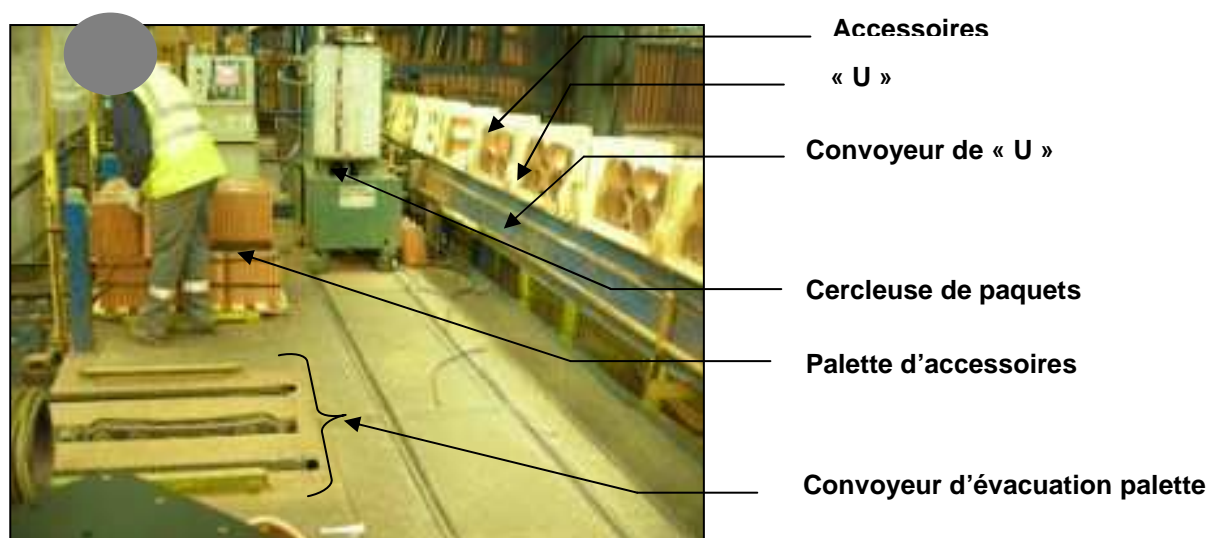 Accessoires
« U »
Convoyeur de « U »
Cercleuse de paquets
Palette d’accessoires
Convoyeur d’évacuation palette